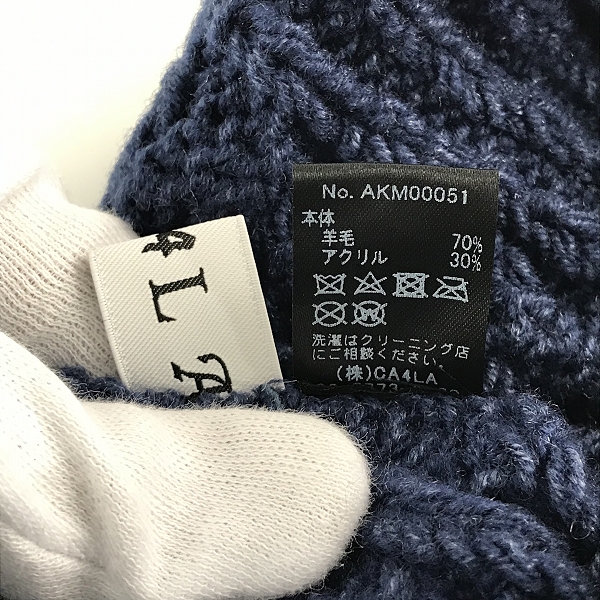 4 L A
No. AKM00051
本体
羊毛 70%
アクリル 30%
洗濯はクリーニング店
にご相談ください。
(株)CA4LA